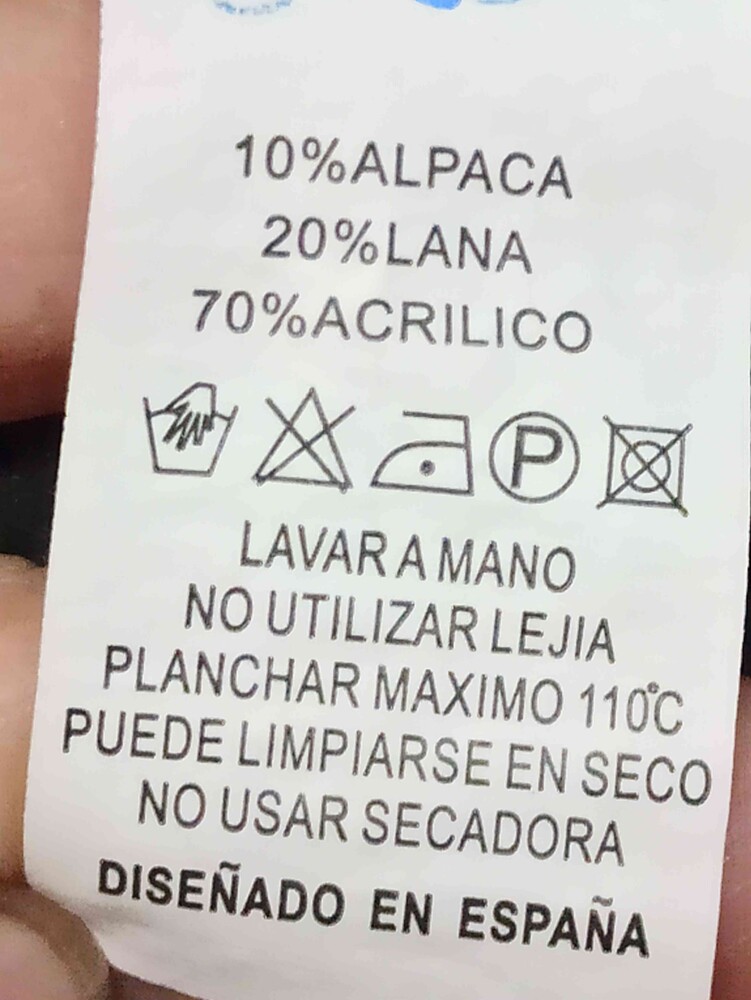 10%ALPACA
20%LANA
70%ACRILICO
P
LAVAR A MANO
NO UTILIZAR LEJIA
PLANCHAR MAXIMO 110°C
PUEDE LIMPIARSE EN SECO
NO USAR SECADORA
DISEÑADO EN ESPAÑA